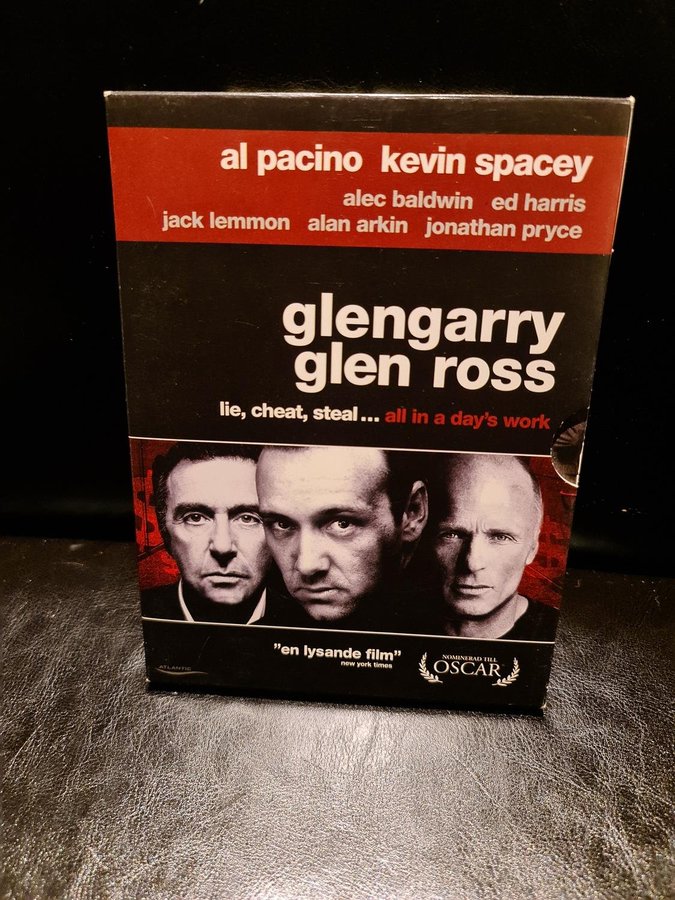 al pacino kevin spacey
alec baldwin ed harris
jack lemmon alan arkin jonathan pryce
glengarry
glen ross
lie, cheat, steal... all in a day's work
"en lysande film"
new york times
NOMINERAD TILL
OSCAR
ATLANTIC